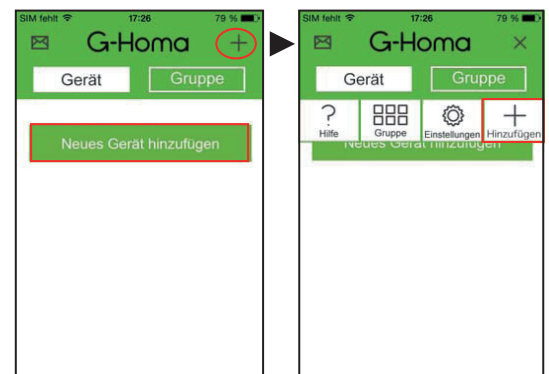 SIM fehlt 17:26 79 %
G-Homa
Gerät Gruppe
Neues Gerät hinzufügen
SIM fehlt 17:26 79 %
G-Homa
Gerät Gruppe
Hilfe Gruppe Einstellungen Hinzufügen
Neues Gerät hinzufügen